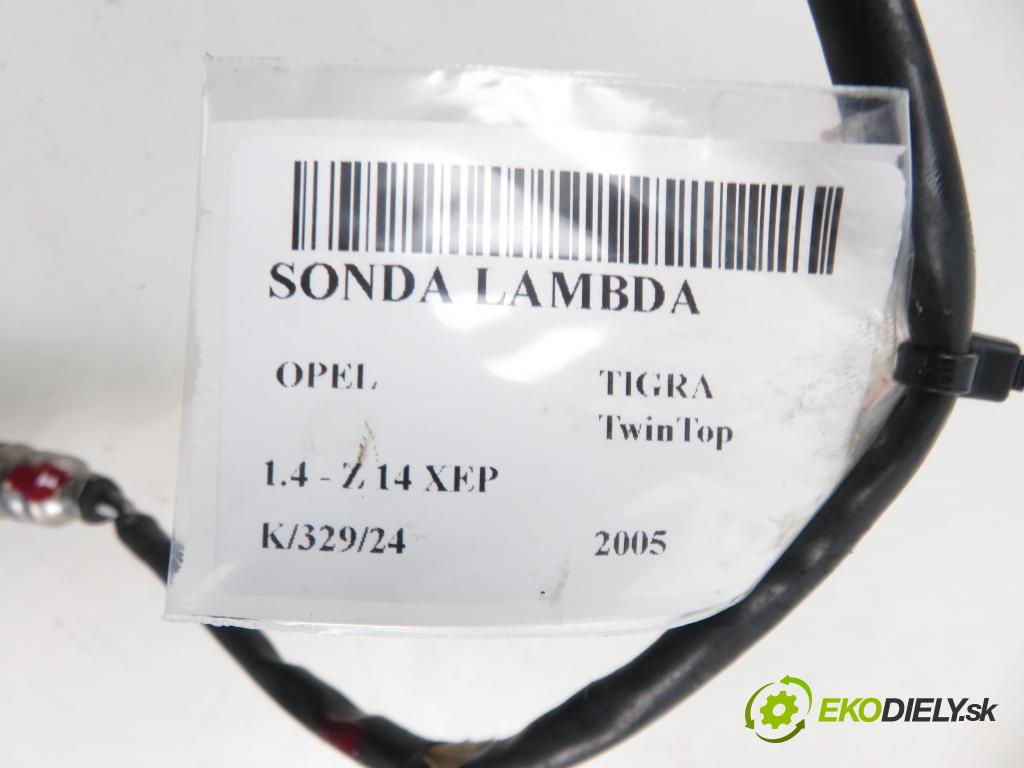 SONDA LAMBDA
OPEL TIGRA
TwinTop
1.4 - Z 14 XEP
K/329/24 2005
EKODIELY.sk